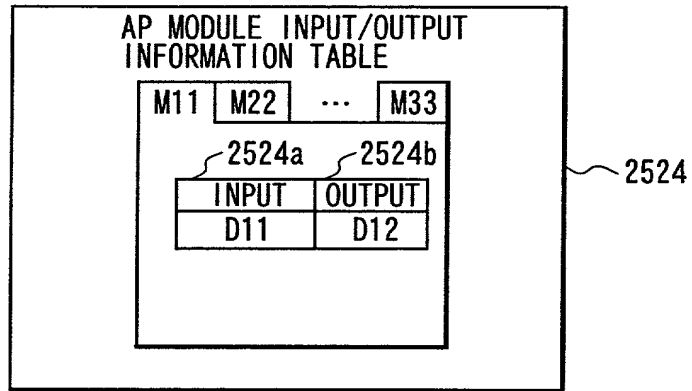 AP MODULE INPUT/OUTPUT
INFORMATION TABLE
M11 M22 ... M33
2524a 2524b
2524
INPUT OUTPUT
D11 D12